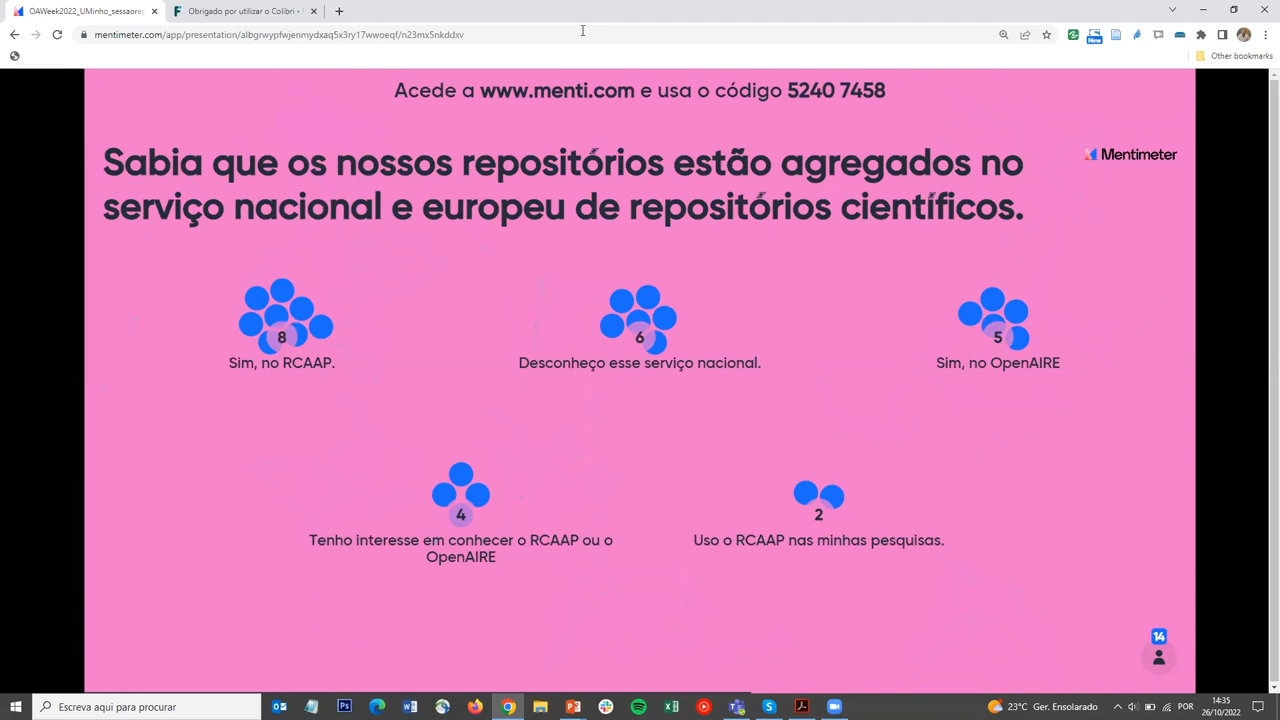 OAWeek2022_UMinho_sessaorep
Obrigado por utilizar o Colibri •
mentimeter.com/app/presentation/albgrwypfwjenmydxaq5x3ry17wwoeqf/n23mx5nkddxv
New
Other bookmarks
Acede a www.menti.com e usa o código 5240 7458
Sabia que os nossos repositórios estão agregados no
serviço nacional e europeu de repositórios científicos.
Mentimeter
8
Sim, no RCAAP.
6
Desconheço esse serviço nacional.
5
Sim, no OpenAIRE
4
Tenho interesse em conhecer o RCAAP ou o
OpenAIRE
2
Uso o RCAAP nas minhas pesquisas.
14
Escreva aqui para procurar
23°C Ger. Ensolarado
POR
14:35
26/10/2022